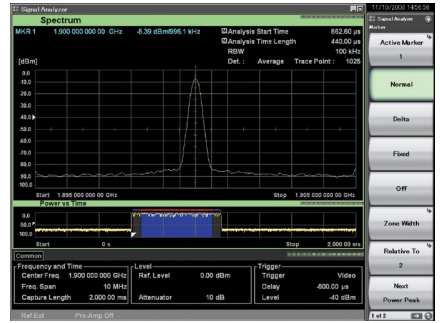 Signal Analyzer
11/19/2008 14:56:56
Spectrum
MKR 1 1.900 000 000 00 GHz -5.39 dBm/996.1 kHz
Analysis Start Time 662.60 µs
Analysis Time Length 440.00 µs
RBW 100 kHz
[dBm] Det. : Average Trace Point : 1025
0.0
10.0
20.0
30.0
40.0
50.0
60.0
70.0
80.0
90.0
-100.0
Start 1.895 000 000 00 GHz Stop 1.905 000 000 00 GHz
Power vs Time
0.0
50.0
-100.0
Start 0 s Stop 2.000 00 ms
Common
Frequency and Time
Center Freq. 1.900 000 000 GHz
Freq. Span 10 MHz
Capture Length 2.000 00 ms
Level
Ref. Level 0.00 dBm
Attenuator 10 dB
Trigger
Trigger Video
Delay -600.00 µs
Level -40 dBm
Ref.Ext Pre-Amp Off
Signal Analyzer
Marker
Active Marker
1
Normal
Delta
Fixed
Off
Zone Width
Relative To
2
Next
Power Peak
1 of 2